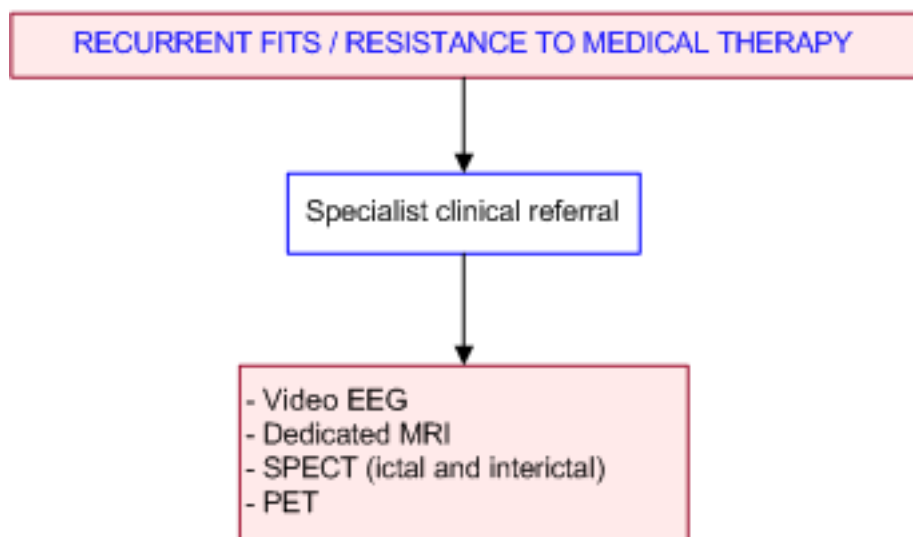 RECURRENT FITS / RESISTANCE TO MEDICAL THERAPY
Specialist clinical referral
- Video EEG
- Dedicated MRI
- SPECT (ictal and interictal)
- PET